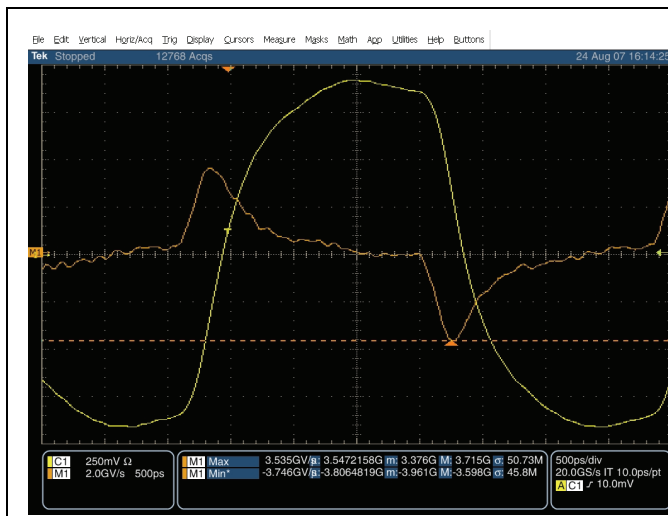 File Edit Vertical Horiz/Acq Trig Display Cursors Measure Masks Math App Utilities Help Buttons
Tek Stopped 12768 Acqs 24 Aug 07 16:14:25
M1
C1 250mV Ω
M1 2.0GV/s 500ps
M1 Max 3.535GV/s µ: 3.5472158G m: 3.376G M: 3.715G σ: 50.73M
M1 Min* -3.746GV/s µ: -3.8064819G m: -3.961G M: -3.598G σ: 45.8M
500ps/div
20.0GS/s IT 10.0ps/pt
A C1 10.0mV